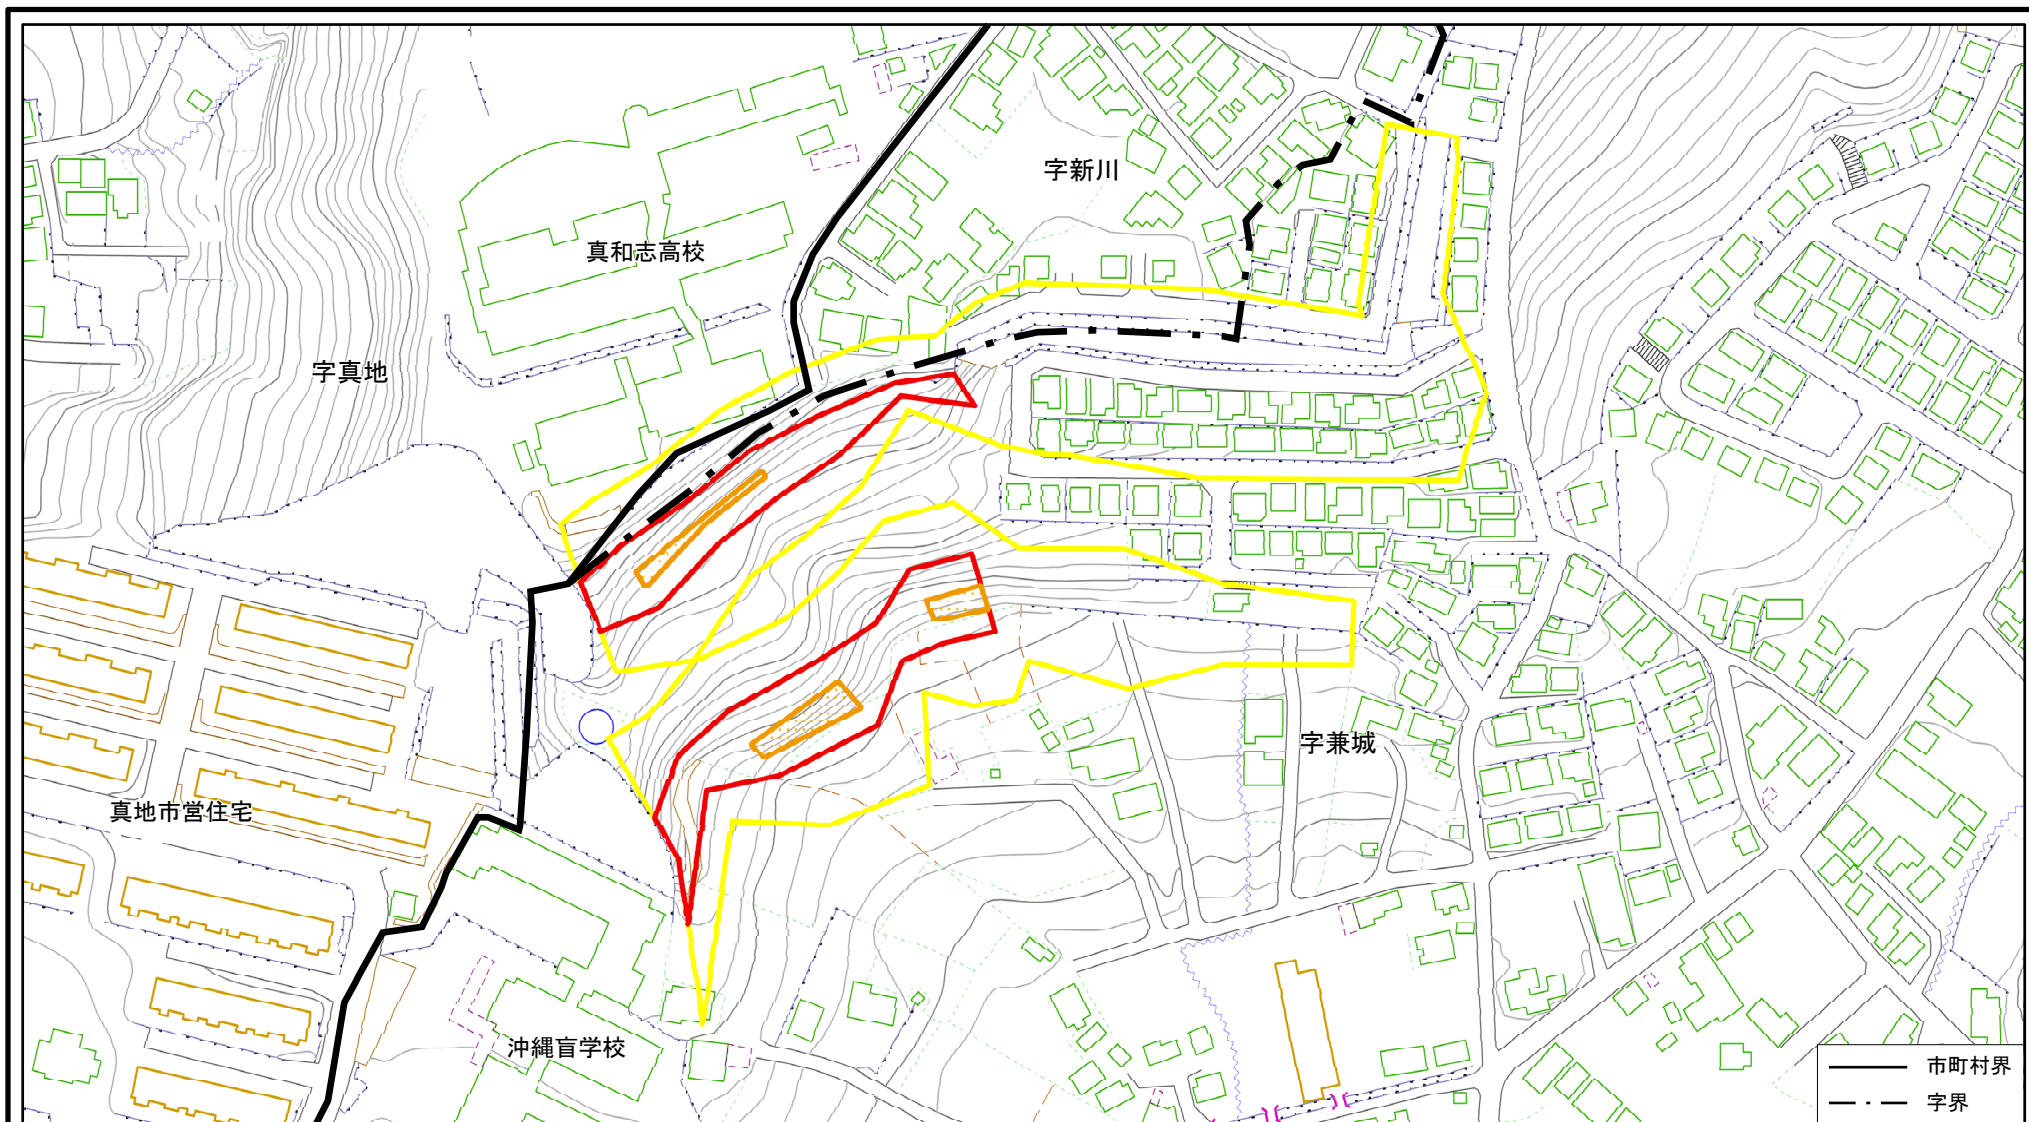 字新川
真和志高校
字真地
字兼城
真地市営住宅
沖縄盲学校
市町村界
字界